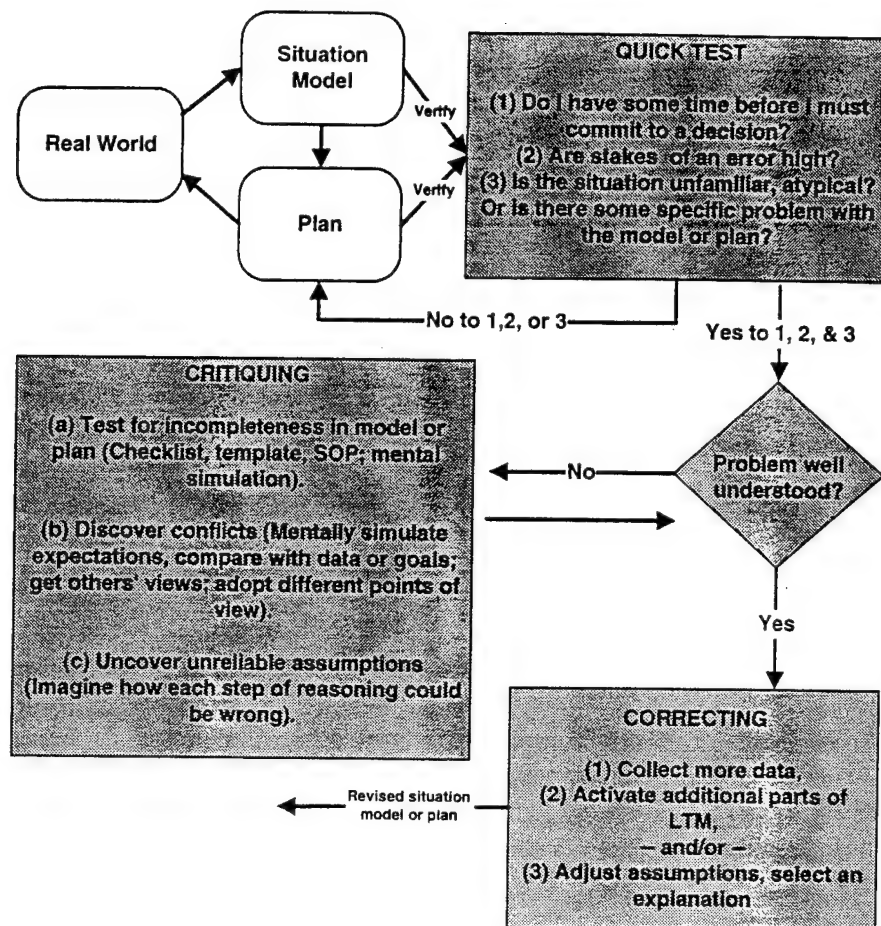 Situation
Model
Real World
Plan
Verify
Verify
QUICK TEST
(1) Do I have some time before I must
commit to a decision?
(2) Are stakes of an error high?
(3) Is the situation unfamiliar, atypical?
Or is there some specific problem with
the model or plan?
No to 1,2, or 3
Yes to 1, 2, & 3
CRITIQUING
(a) Test for incompleteness in model or
plan (Checklist, template, SOP; mental
simulation).
(b) Discover conflicts (Mentally simulate
expectations, compare with data or goals;
get others' views; adopt different points of
view).
(c) Uncover unreliable assumptions
(Imagine how each step of reasoning could
be wrong).
No
Problem well
understood?
Yes
CORRECTING
(1) Collect more data,
(2) Activate additional parts of
LTM,
– and/or –
(3) Adjust assumptions, select an
explanation
Revised situation
model or plan